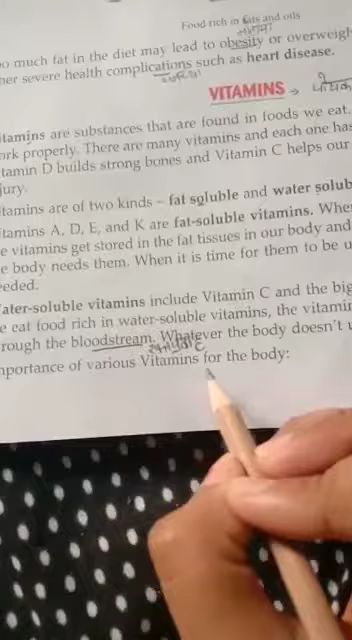 Food rich in fats and oils
oo much fat in the diet may lead to obesity or overweigh
her severe health complications such as heart disease.
VITAMINS →
itamins are substances that are found in foods we eat.
ork properly. There are many vitamins and each one has
tamin D builds strong bones and Vitamin C helps our
jury.
itamins are of two kinds – fat soluble and water solub
itamins A, D, E, and K are fat-soluble vitamins. Whe
e vitamins get stored in the fat tissues in our body and
e body needs them. When it is time for them to be u
eeded.
ater-soluble vitamins include Vitamin C and the big
e eat food rich in water-soluble vitamins, the vitamin
rough the bloodstream. Whatever the body doesn't u
mportance of various Vitamins for the body: